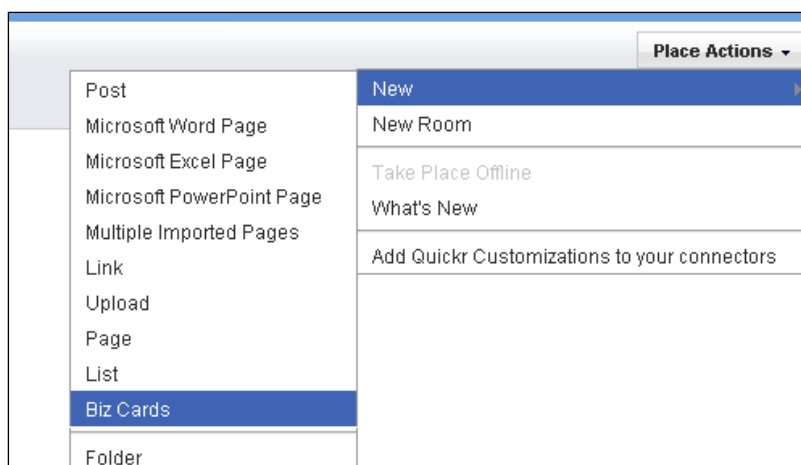 Place Actions
New
New Room
Take Place Offline
What's New
Add Quickr Customizations to your connectors
Post
Microsoft Word Page
Microsoft Excel Page
Microsoft PowerPoint Page
Multiple Imported Pages
Link
Upload
Page
List
Biz Cards
Folder